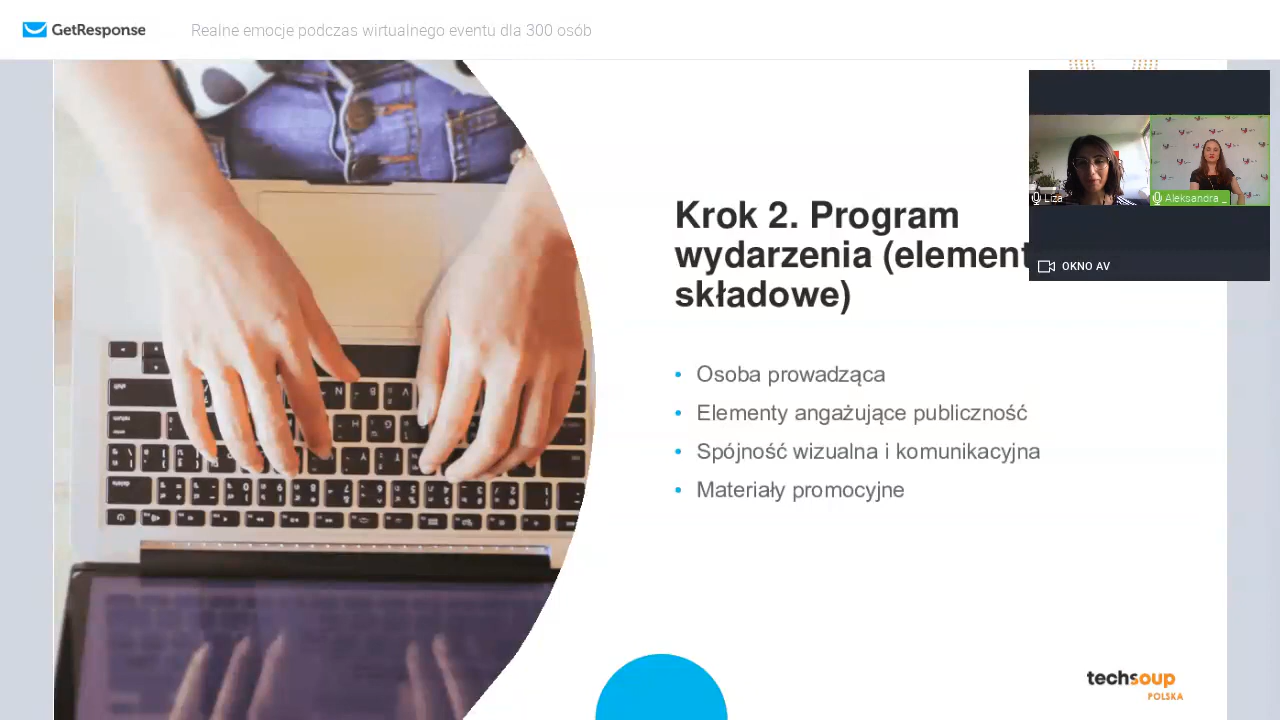 GetResponse
Realne emocje podczas wirtualnego eventu dla 300 osób
Krok 2. Program
wydarzenia (element
składowe)
Liza
Aleksandra _
OKNO AV
Osoba prowadząca
Elementy angażujące publiczność
Spójność wizualna i komunikacyjna
Materiały promocyjne
techsoup
POLSKA